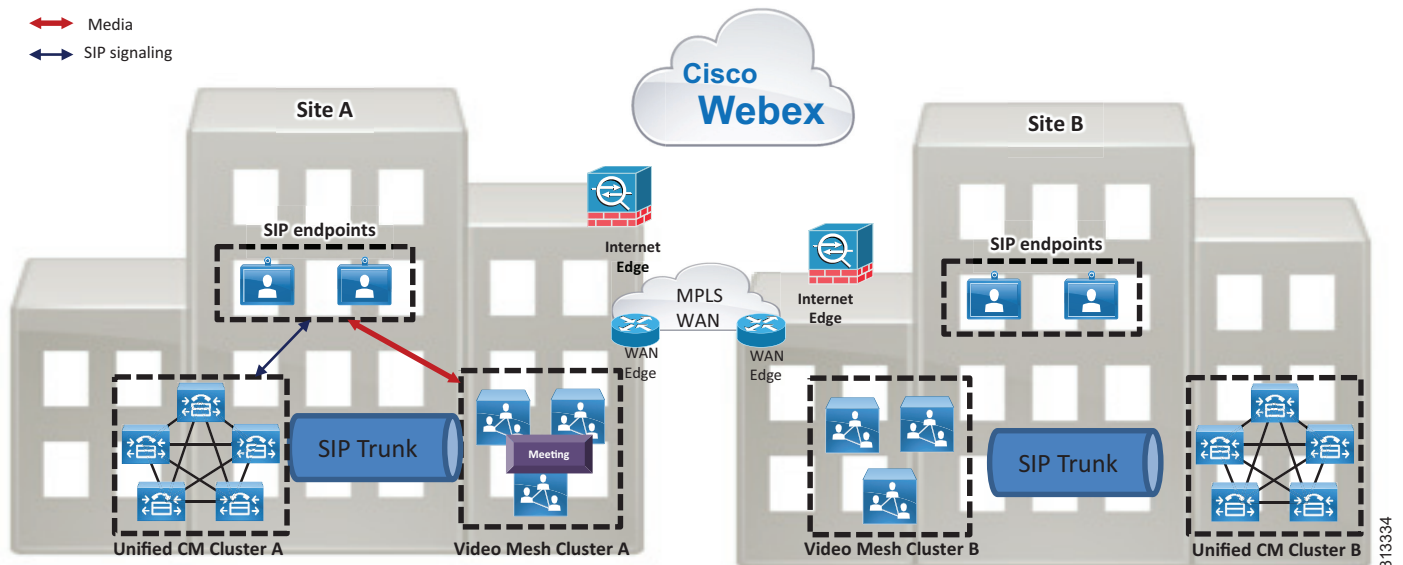 Media
SIP signaling
Cisco
Webex
Site A
Site B
SIP endpoints
SIP endpoints
Internet
Edge
Internet
Edge
MPLS
WAN
WAN
Edge
WAN
Edge
SIP Trunk
Meeting
SIP Trunk
Unified CM Cluster A
Video Mesh Cluster A
Video Mesh Cluster B
Unified CM Cluster B
313334